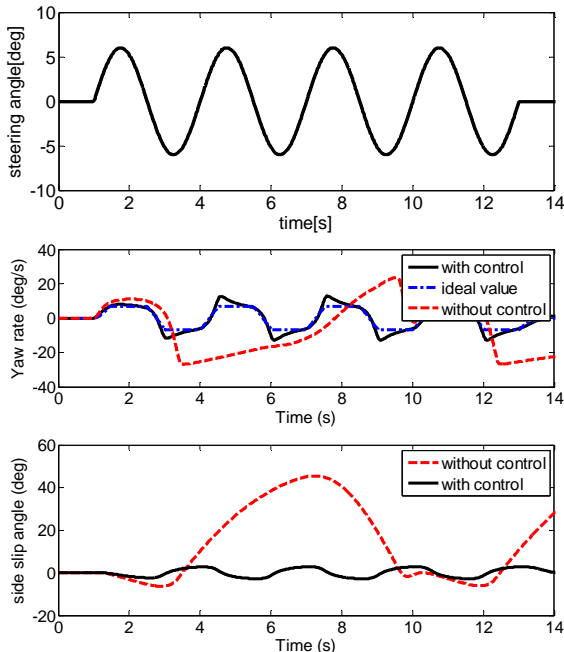 steering angle[deg]
10
5
0
-5
-10
0 2 4 6 8 10 12 14
time[s]
Yaw rate (deg/s)
40
20
0
-20
-40
with control
ideal value
without control
0 2 4 6 8 10 12 14
Time (s)
side slip angle (deg)
60
40
20
0
-20
without control
with control
0 2 4 6 8 10 12 14
Time (s)